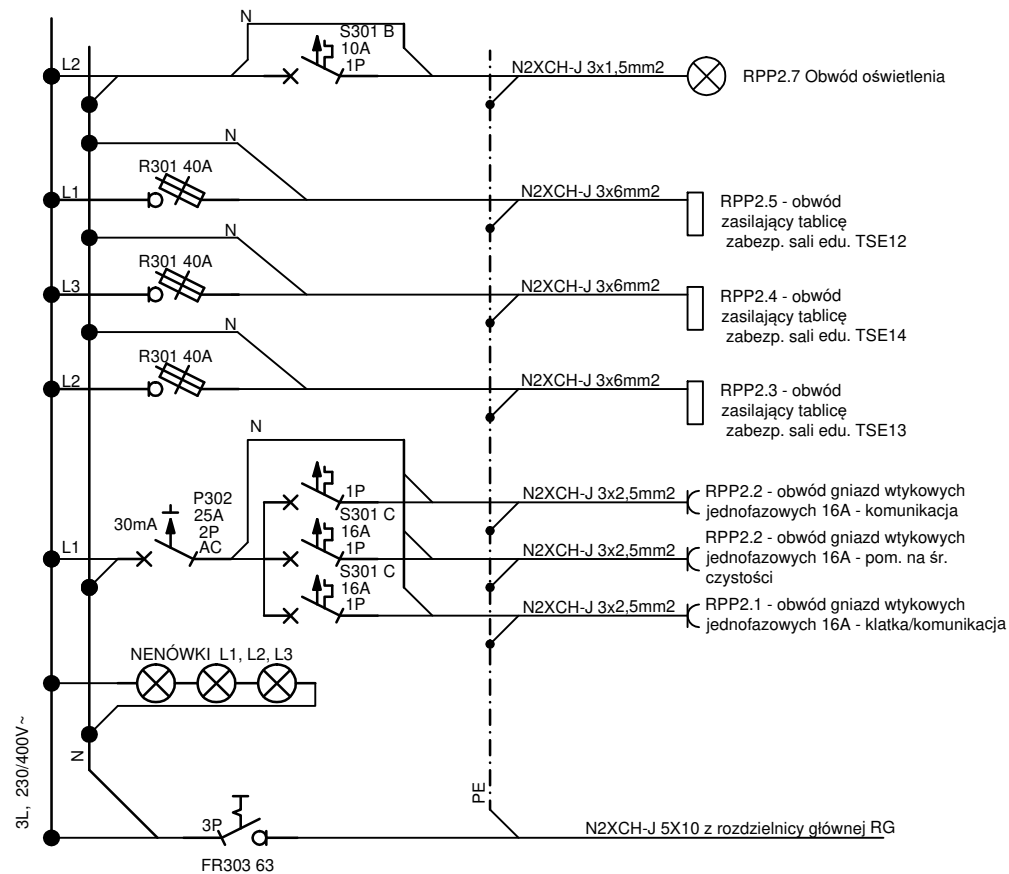 N
S301 B
10A
1P
L2
N2XCH-J 3x1,5mm2
RPP2.7 Obwód oświetlenia
N
R301 40A
L1
N2XCH-J 3x6mm2
RPP2.5 - obwód
zasilający tablicę
zabezp. sali edu. TSE12
N
R301 40A
L3
N2XCH-J 3x6mm2
RPP2.4 - obwód
zasilający tablicę
zabezp. sali edu. TSE14
N
R301 40A
L2
N2XCH-J 3x6mm2
RPP2.3 - obwód
zasilający tablicę
zabezp. sali edu. TSE13
N
30mA
P302
25A
2P
AC
L1
1P
S301 C
16A
1P
S301 C
16A
1P
N2XCH-J 3x2,5mm2
RPP2.2 - obwód gniazd wtykowych
jednofazowych 16A - komunikacja
N2XCH-J 3x2,5mm2
RPP2.2 - obwód gniazd wtykowych
jednofazowych 16A - pom. na śr.
czystości
N2XCH-J 3x2,5mm2
RPP2.1 - obwód gniazd wtykowych
jednofazowych 16A - klatka/komunikacja
NENÓWKI L1, L2, L3
3L, 230/400V~
N
PE
3P
FR303 63
N2XCH-J 5X10 z rozdzielnicy głównej RG